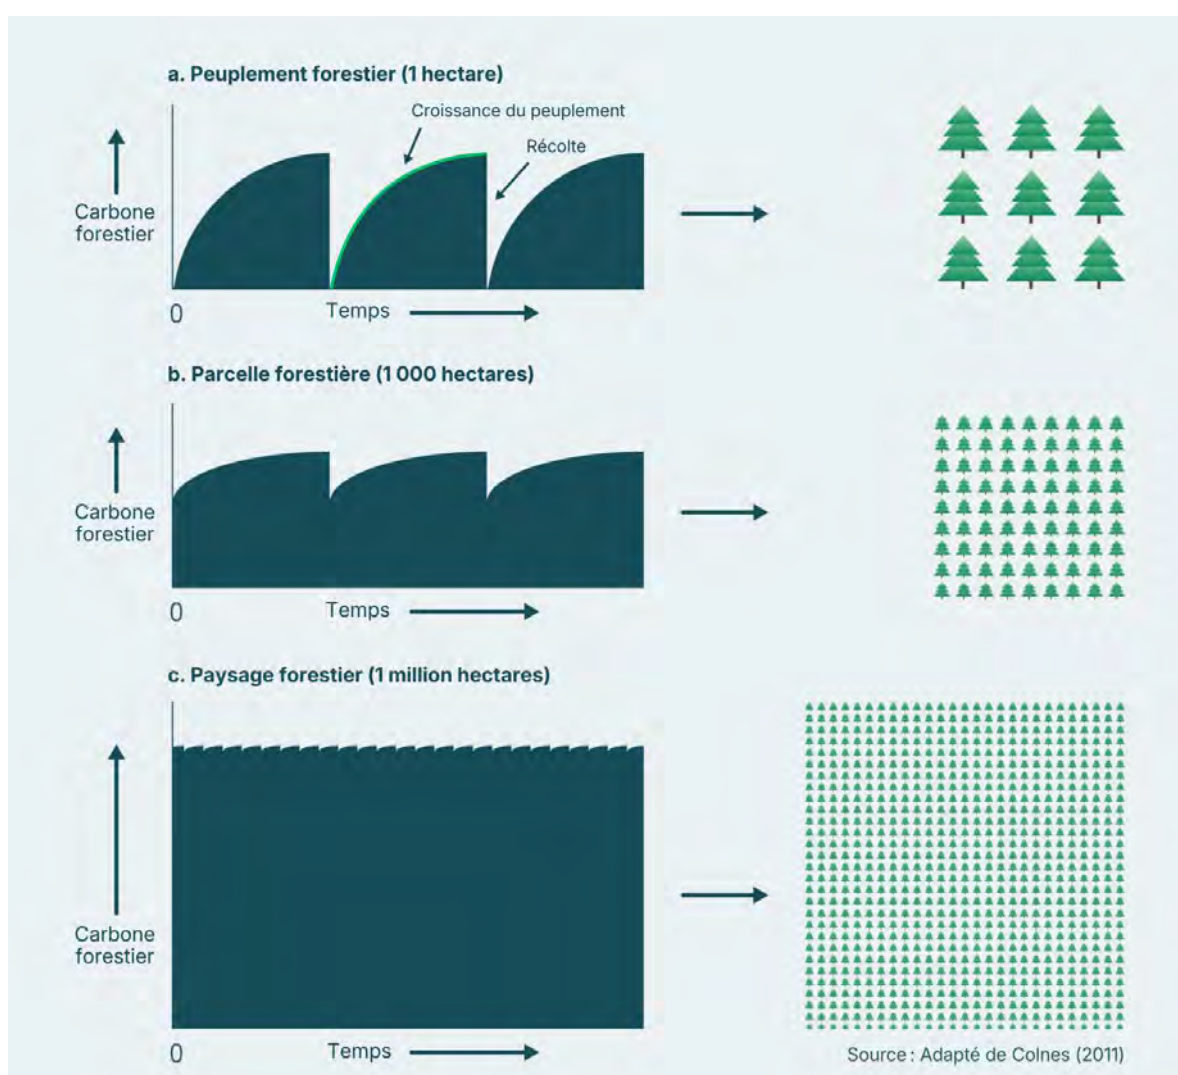 a. Peuplement forestier (1 hectare)
Croissance du peuplement
Récolte
Carbone
forestier
0
Temps
b. Parcelle forestière (1 000 hectares)
Carbone
forestier
0
Temps
c. Paysage forestier (1 million hectares)
Carbone
forestier
0
Temps
Source : Adapté de Colnes (2011)